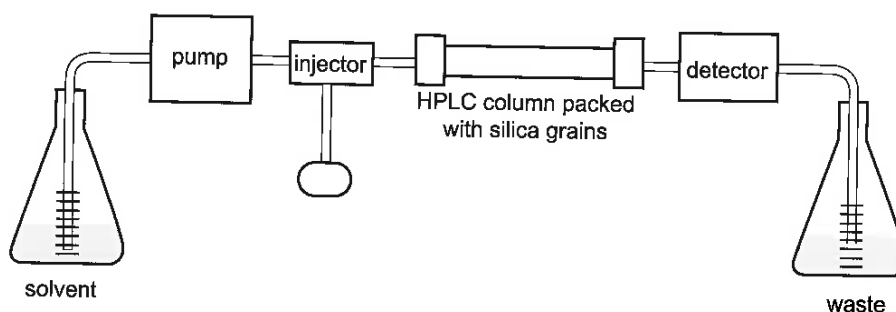 pump
injector
detector
HPLC column packed
with silica grains
solvent
waste